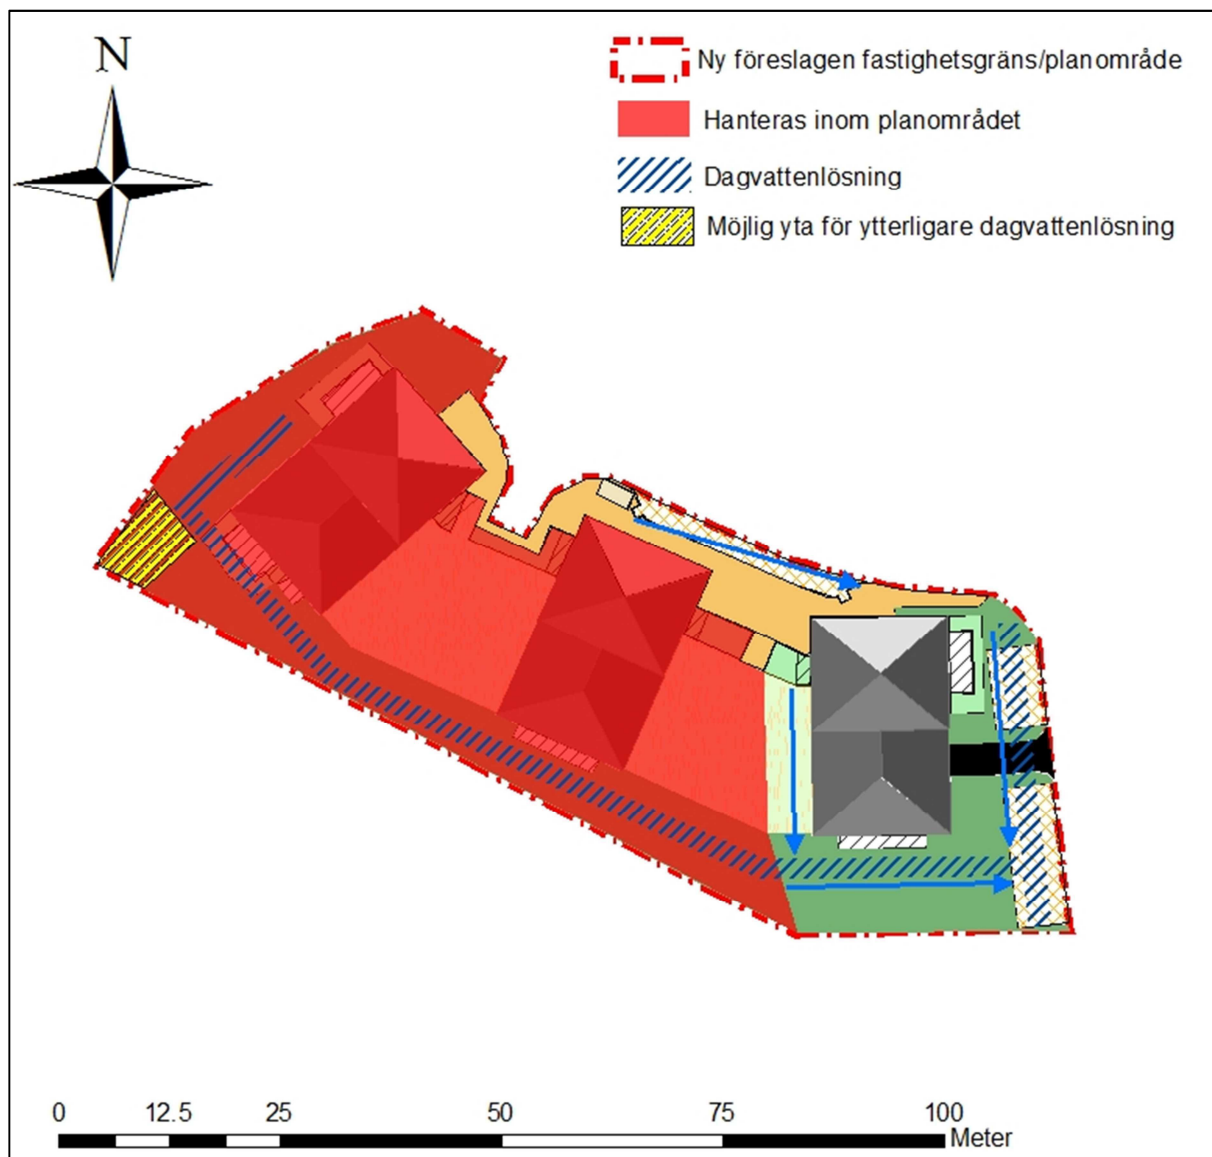 N
Ny föreslagen fastighetsgräns/planområde
Hanteras inom planområdet
Dagvattenlösning
Möjlig yta för ytterligare dagvattenlösning
0 12.5 25 50 75 100
Meter